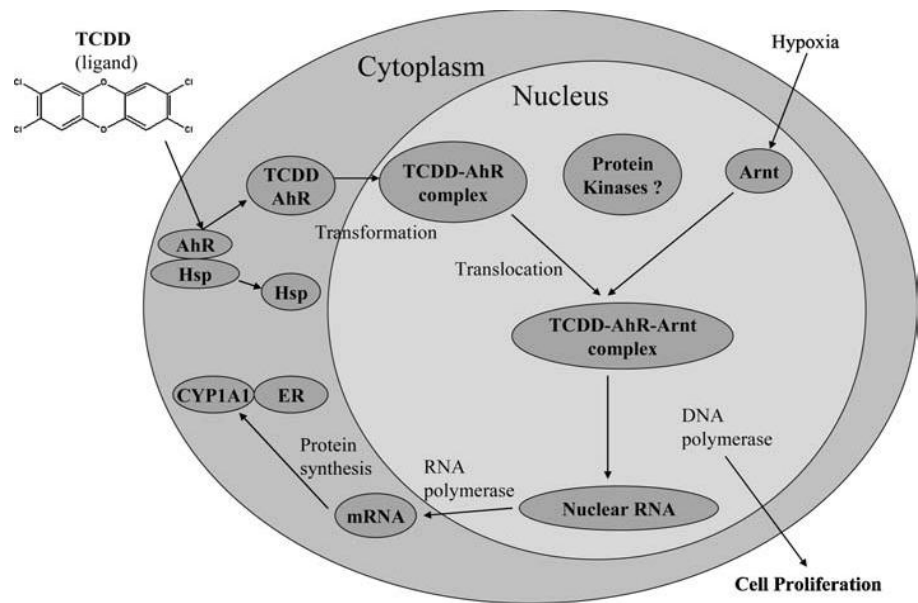 TCDD
(ligand)
Cl
Cl
O
O
Cl
Cl
Cytoplasm
Nucleus
Hypoxia
TCDD
AhR
TCDD-AhR
complex
Protein
Kinases ?
Arnt
Transformation
AhR
Hsp
Hsp
Translocation
TCDD-AhR-Arnt
complex
CYP1A1
ER
DNA
polymerase
Protein
synthesis
RNA
polymerase
mRNA
Nuclear RNA
Cell Proliferation